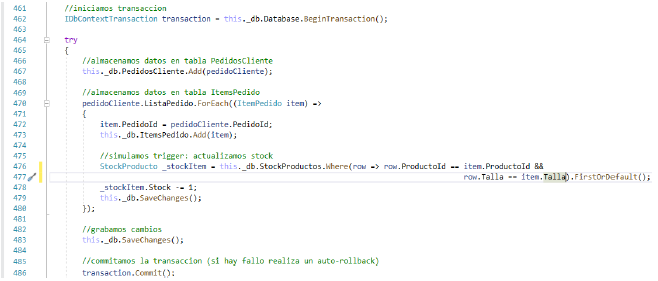 461 //iniciamos transaccion
462 IDbContextTransaction transaction = this._db.Database.BeginTransaction();
463
464 try
465 {
466 //almacenamos datos en tabla PedidosCliente
467 this._db.PedidosCliente.Add(pedidoCliente);
468
469 //almacenamos datos en tabla ItemsPedido
470 pedidoCliente.ListaPedido.ForEach((ItemPedido item) =>
471 {
472 item.PedidoId = pedidoCliente.PedidoId;
473 this._db.ItemsPedido.Add(item);
474
475 //simulamos trigger: actualizamos stock
476 StockProducto _stockItem = this._db.StockProductos.Where(row => row.ProductoId == item.ProductoId &&
477 row.Talla == item.Talla).FirstOrDefault();
478 _stockItem.Stock -= 1;
479 this._db.SaveChanges();
480 });
481
482 //grabamos cambios
483 this._db.SaveChanges();
484
485 //commitamos la transaccion (si hay fallo realiza un auto-rollback)
486 transaction.Commit();